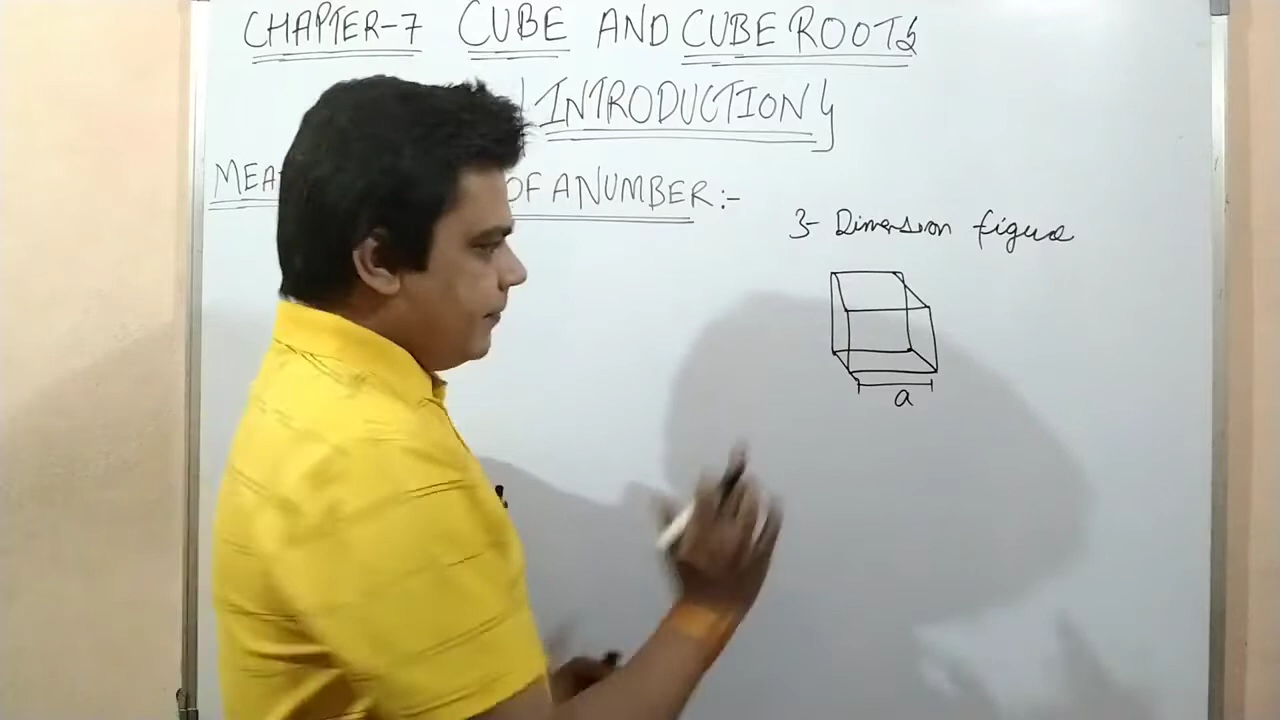 CHAPTER-7 CUBE AND CUBE ROOTS
{INTRODUCTION}
OF A NUMBER:-
3- Dimension figure
a